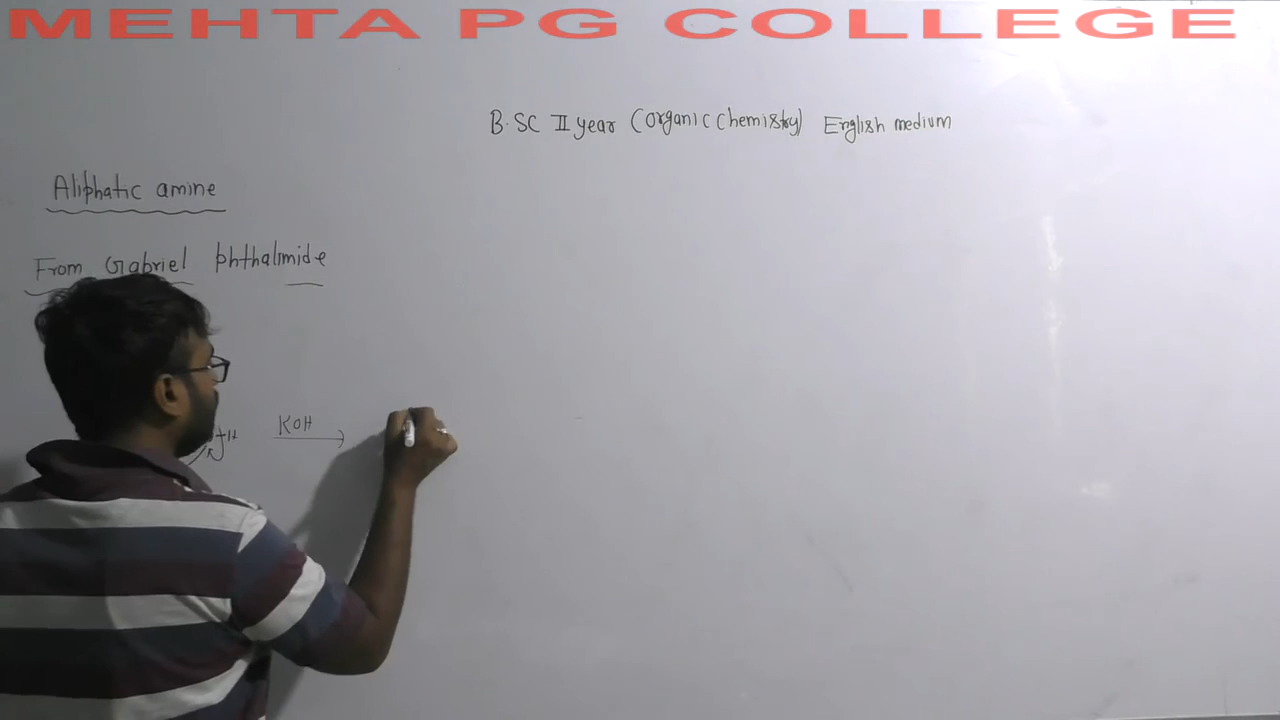 MEHTA PG COLLEGE
B.SC II year (Organic Chemistry) English medium
Aliphatic amine
From Gabriel phthalimide
KOH